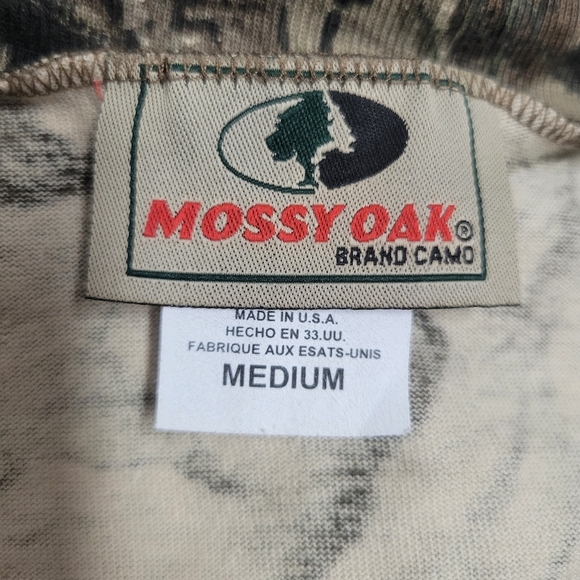 MOSSY OAK®
BRAND CAMO
MADE IN U.S.A.
HECHO EN 33.UU.
FABRIQUE AUX ESATS-UNIS
MEDIUM